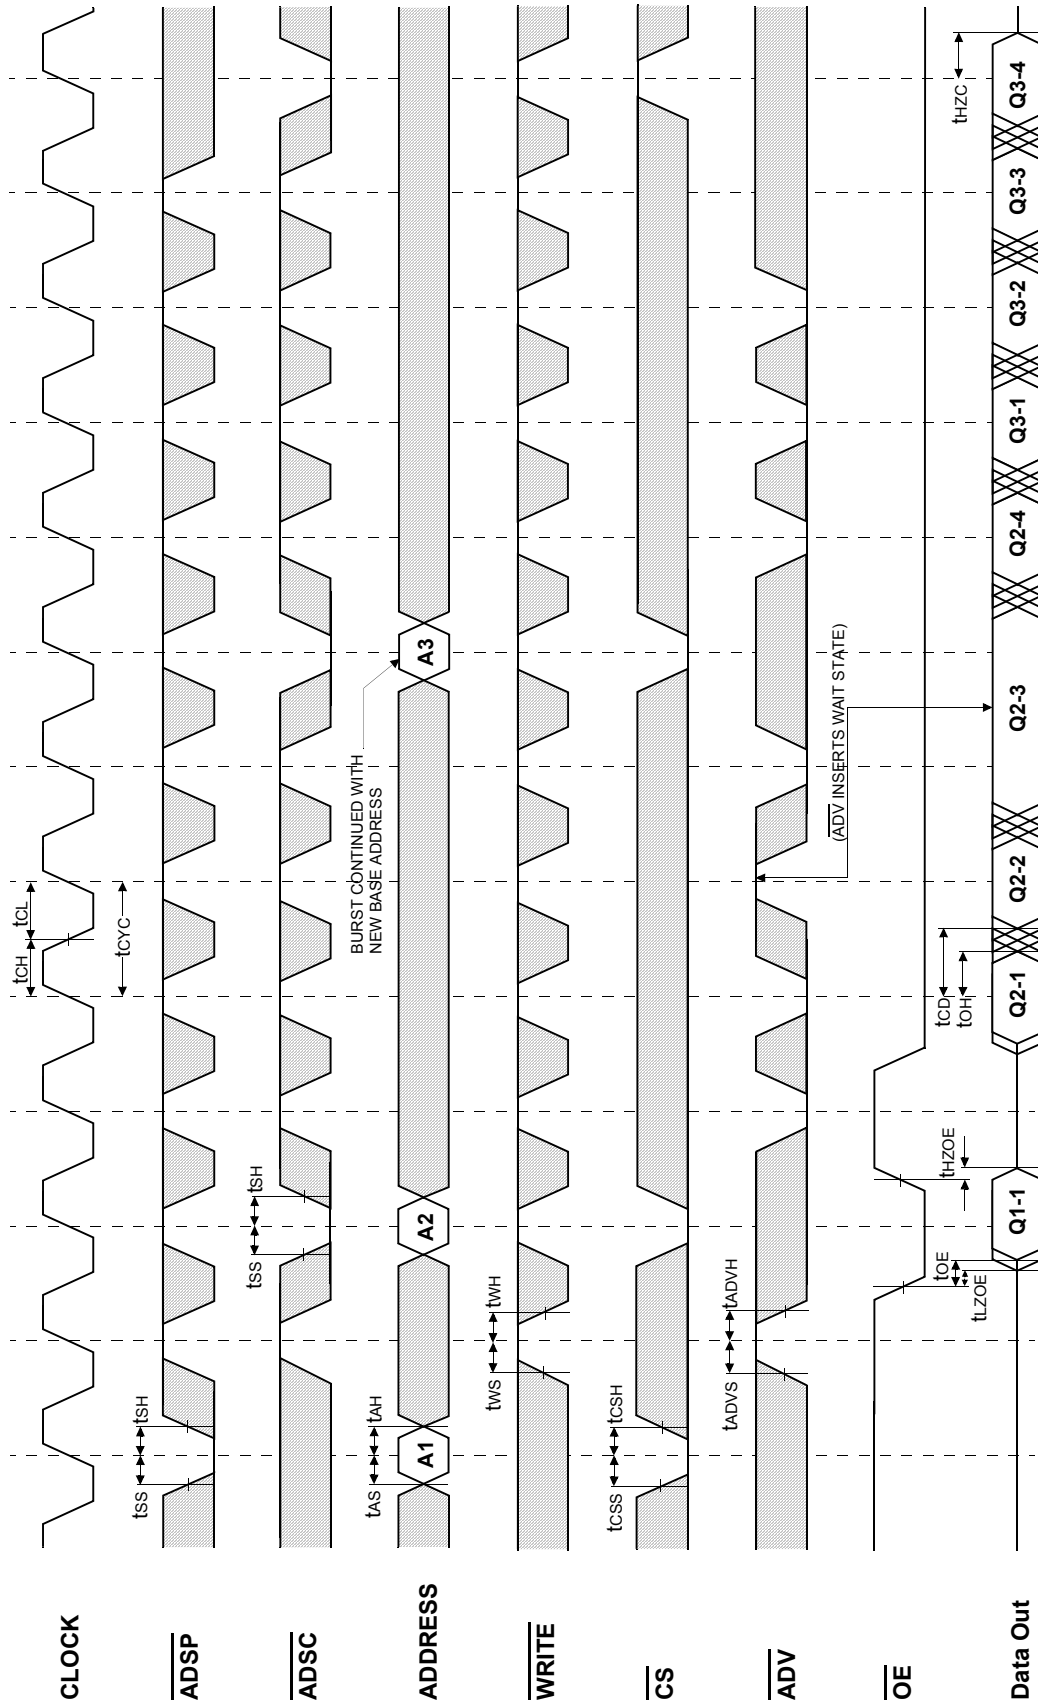 CLOCK
tCH
tCL
tCYC
ADSP
tSS
tSH
ADSC
tSS
tSH
ADDRESS
tAS
tAH
A1
A2
BURST CONTINUED WITH
NEW BASE ADDRESS
A3
WRITE
tWS
tWH
CS
tCSS
tCSH
ADV
tADVS
tADVH
(ADV INSERTS WAIT STATE)
OE
tLZOE
tOE
tHZOE
tCD
tOH
tHZC
Data Out
Q1-1
Q2-1
Q2-2
Q2-3
Q2-4
Q3-1
Q3-2
Q3-3
Q3-4